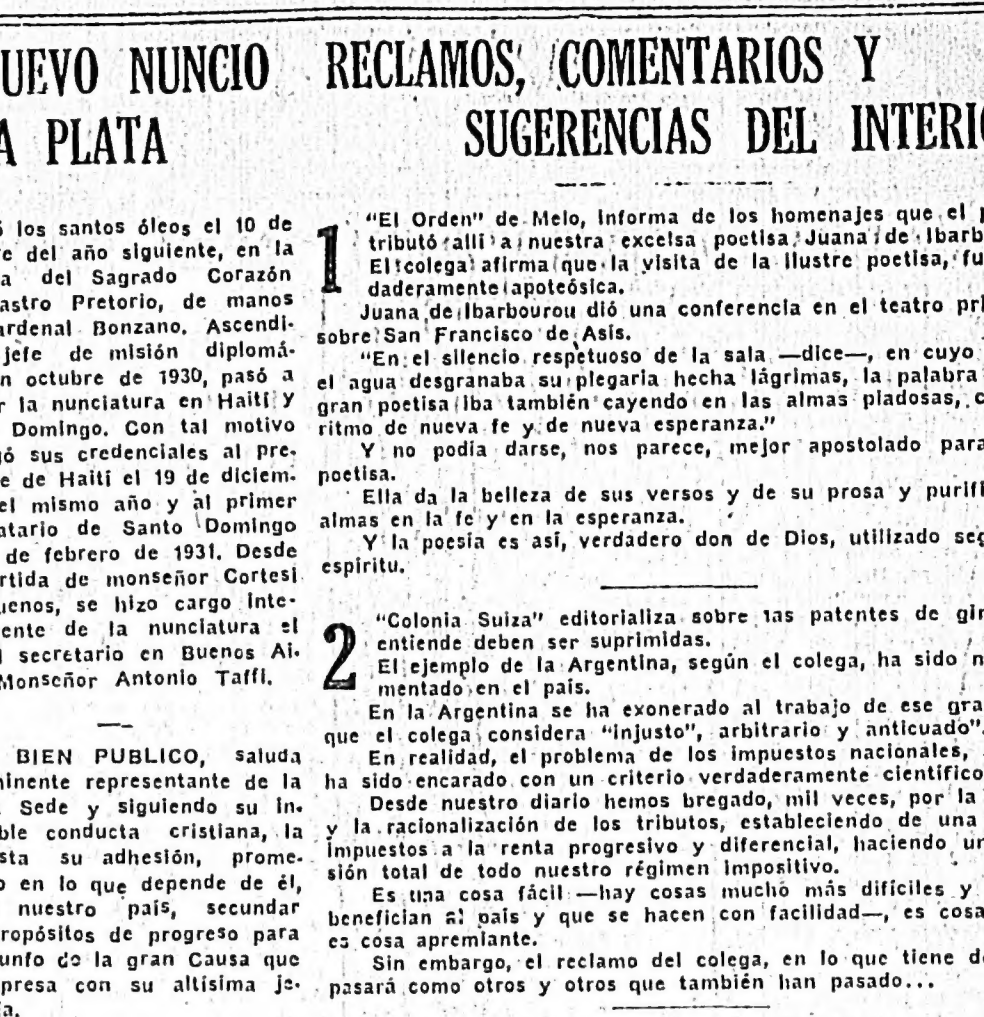 UEVO NUNCIO
A PLATA
los santos óleos el 10 de
e del año siguiente, en la
a del Sagrado Corazón
astro Pretorio, de manos
ardenal Bonzano. Ascendi-
jefe de misión diplomá-
n octubre de 1930, pasó a
r la nunciatura en Haití y
Domingo. Con tal motivo
ó sus credenciales al pre-
e de Haití el 19 de diciem-
el mismo año y al primer
atario de Santo Domingo
de febrero de 1931. Desde
rtida de monseñor Cortesi
uenos, se hizo cargo inte-
ente de la nunciatura el
secretario en Buenos Ai-
Monseñor Antonio Taffi.
BIEN PUBLICO, saluda
minente representante de la
Sede y siguiendo su in-
ble conducta cristiana, la
sta su adhesión, prome-
o en lo que depende de él,
nuestro país, secundar
ropósitos de progreso para
unfo de la gran Causa que
presa con su altísima je-
ía.
RECLAMOS, COMENTARIOS Y
SUGERENCIAS DEL INTERIO
1 "El Orden" de Melo, informa de los homenajes que el p
tributó allí a nuestra excelsa poetisa, Juana de Ibarb
El colega afirma que la visita de la ilustre poetisa, fu
daderamente apoteósica.
Juana de Ibarbourou dió una conferencia en el teatro pri
sobre San Francisco de Asís.
"En el silencio respetuoso de la sala —dice—, en cuyo
el agua desgranaba su plegaria hecha lágrimas, la palabra
gran poetisa iba también cayendo en las almas piadosas, c
ritmo de nueva fe y de nueva esperanza."
Y no podía darse, nos parece, mejor apostolado para
poetisa.
Ella da la belleza de sus versos y de su prosa y purifi
almas en la fe y en la esperanza.
Y la poesía es así, verdadero don de Dios, utilizado seg
espíritu.
2 "Colonia Suiza" editorializa sobre las patentes de gir
entiende deben ser suprimidas.
El ejemplo de la Argentina, según el colega, ha sido n
mentado en el país.
En la Argentina se ha exonerado al trabajo de ese gra
que el colega considera "injusto", arbitrario y anticuado".
En realidad, el problema de los impuestos nacionales,
ha sido encarado con un criterio verdaderamente científico
Desde nuestro diario hemos bregado, mil veces, por la
y la racionalización de los tributos, estableciendo de una
impuestos a la renta progresivo y diferencial, haciendo un
sión total de todo nuestro régimen impositivo.
Es una cosa fácil —hay cosas mucho más difíciles y
benefician al país y que se hacen con facilidad—, es cosa
es cosa apremiante.
Sin embargo, el reclamo del colega, en lo que tiene d
pasará como otros y otros que también han pasado...